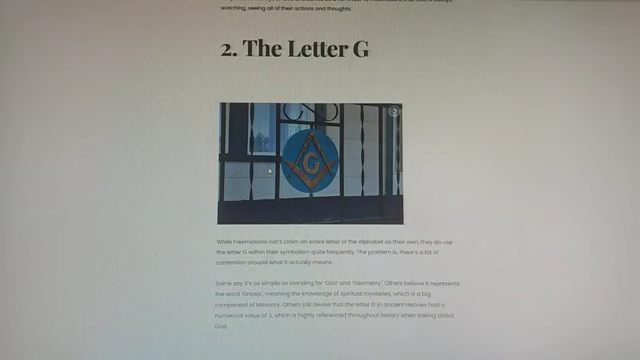 watching, seeing all of their actions and thoughts.
2. The Letter G
G
While Freemasons can't claim an entire letter of the alphabet as their own, they do use
the letter G within their symbolism quite frequently. The problem is, there's a bit of
contention around what it actually means.
Some say it's as simple as standing for 'God' and 'Geometry'. Others believe it represents
the word 'Gnosis', meaning the knowledge of spiritual mysteries, which is a big
component of Masonry. Others still devise that the letter G in ancient Hebrew had a
numerical value of 3, which is highly referenced throughout history when talking about
God.